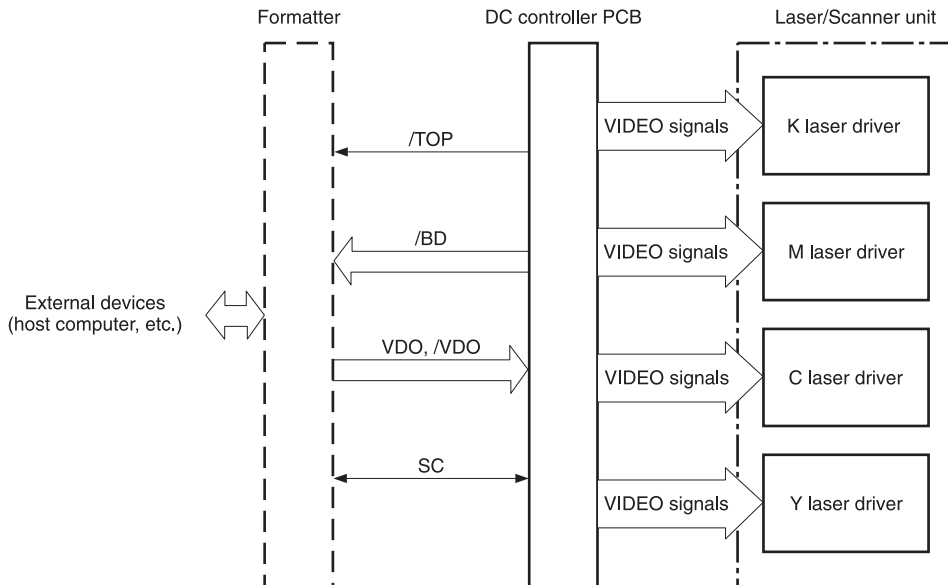 Formatter
DC controller PCB
Laser/Scanner unit
VIDEO signals
K laser driver
/TOP
/BD
VIDEO signals
M laser driver
External devices
(host computer, etc.)
VDO, /VDO
VIDEO signals
C laser driver
SC
VIDEO signals
Y laser driver